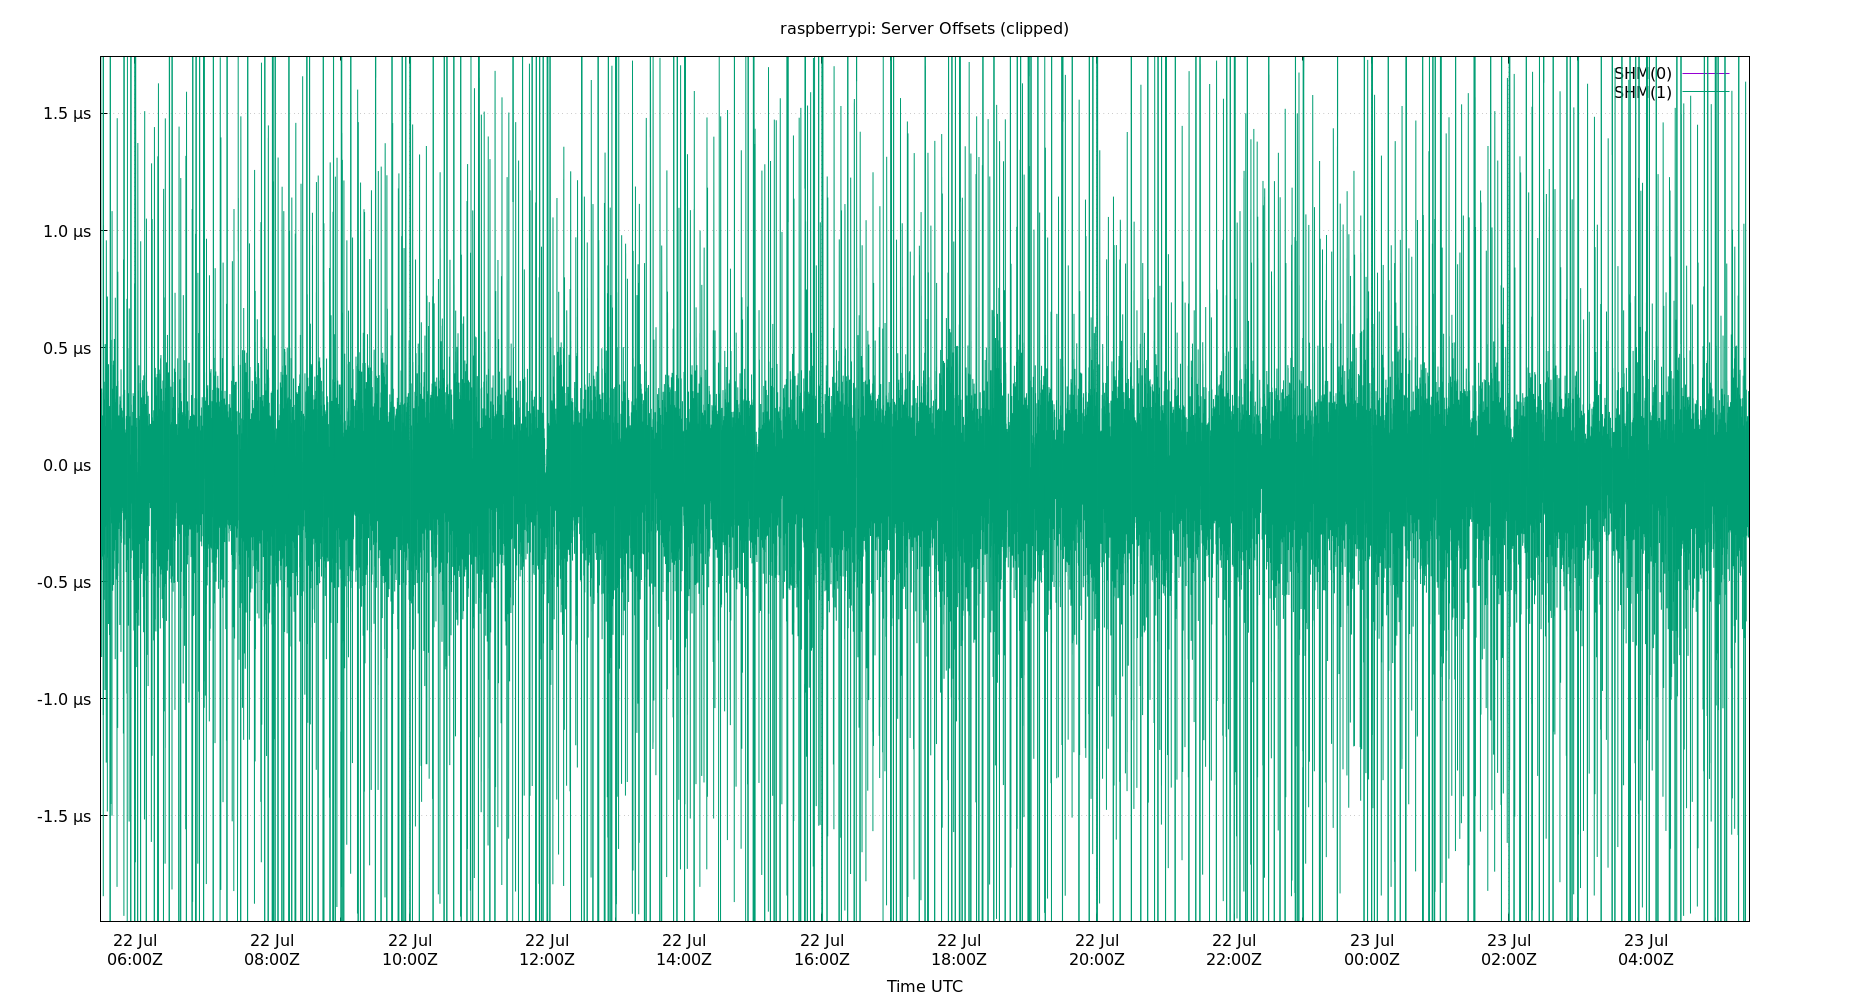 raspberrypi: Server Offsets (clipped)
SHM(0)
SHM(1)
1.5 µs
1.0 µs
0.5 µs
0.0 µs
-0.5 µs
-1.0 µs
-1.5 µs
22 Jul 22 Jul 22 Jul 22 Jul 22 Jul 22 Jul 22 Jul 22 Jul 22 Jul 23 Jul 23 Jul 23 Jul
06:00Z 08:00Z 10:00Z 12:00Z 14:00Z 16:00Z 18:00Z 20:00Z 22:00Z 00:00Z 02:00Z 04:00Z
Time UTC